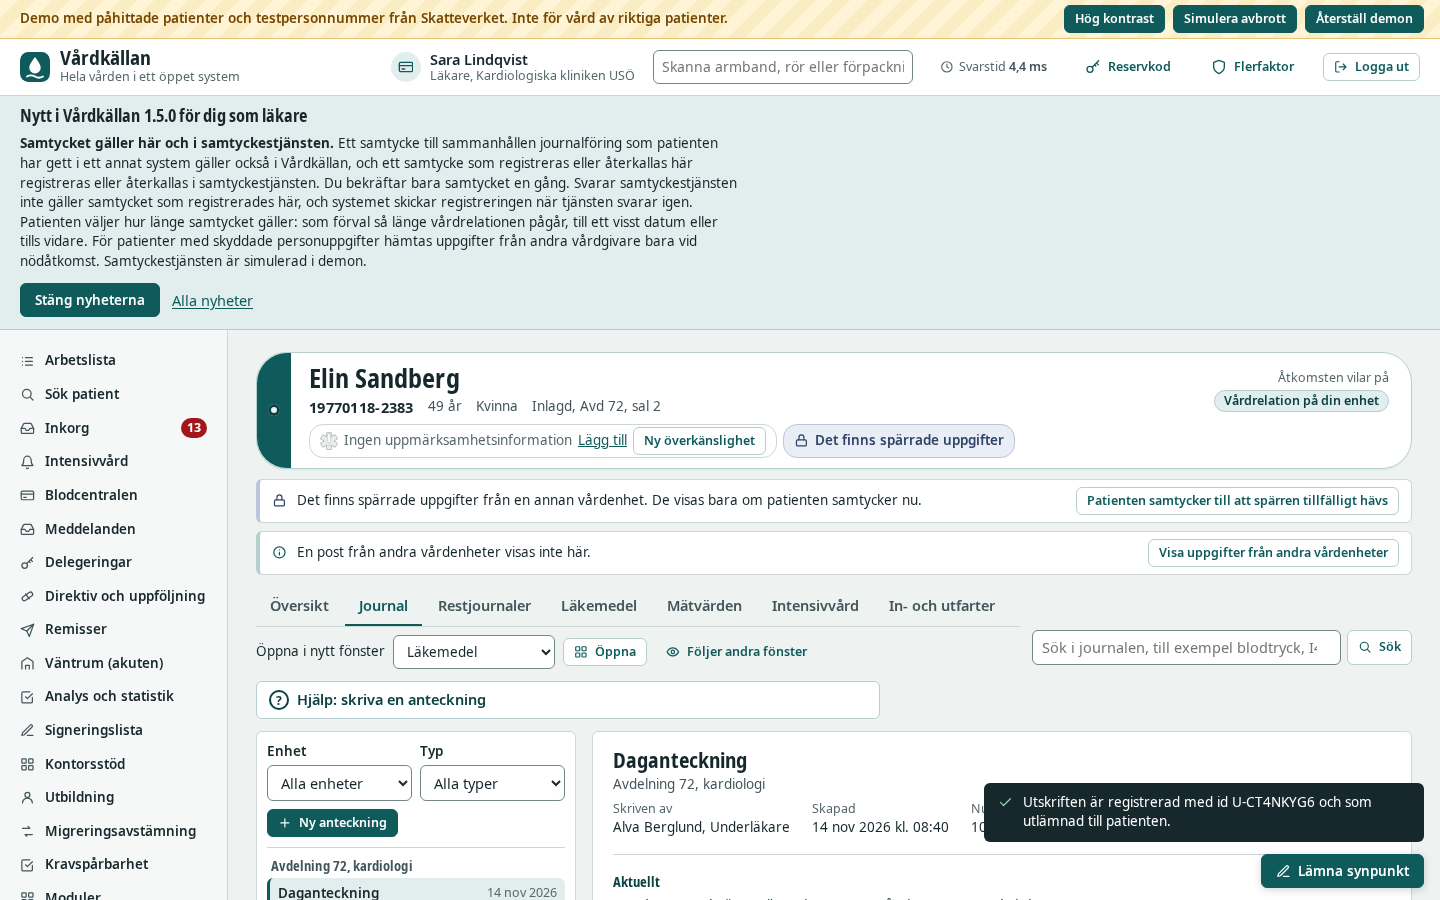 Demo med påhittade patienter och testpersonnummer från Skatteverket. Inte för vård av riktiga patienter.
Hög kontrast
Simulera avbrott
Återställ demon
Vårdkällan
Hela vården i ett öppet system
Sara Lindqvist
Läkare, Kardiologiska kliniken USÖ
Skanna armband, rör eller förpackni
Svarstid 4,4 ms
Reservkod
Flerfaktor
Logga ut
Nytt i Vårdkällan 1.5.0 för dig som läkare
Samtycket gäller här och i samtyckestjänsten. Ett samtycke till sammanhållen journalföring som patienten
har gett i ett annat system gäller också i Vårdkällan, och ett samtycke som registreras eller återkallas här
registreras eller återkallas i samtyckestjänsten. Du bekräftar bara samtycket en gång. Svarar samtyckestjänsten
inte gäller samtycket som registrerades här, och systemet skickar registreringen när tjänsten svarar igen.
Patienten väljer hur länge samtycket gäller: som förval så länge vårdrelationen pågår, till ett visst datum eller
tills vidare. För patienter med skyddade personuppgifter hämtas uppgifter från andra vårdgivare bara vid
nödåtkomst. Samtyckestjänsten är simulerad i demon.
Stäng nyheterna
Alla nyheter
Arbetslista
Sök patient
Inkorg
13
Intensivvård
Blodcentralen
Meddelanden
Delegeringar
Direktiv och uppföljning
Remisser
Väntrum (akuten)
Analys och statistik
Signeringslista
Kontorsstöd
Utbildning
Migreringsavstämning
Kravspårbarhet
Moduler
Elin Sandberg
19770118-2383
49 år
Kvinna
Inlagd, Avd 72, sal 2
Åtkomsten vilar på
Vårdrelation på din enhet
Ingen uppmärksamhetsinformation
Lägg till
Ny överkänslighet
Det finns spärrade uppgifter
Det finns spärrade uppgifter från en annan vårdenhet. De visas bara om patienten samtycker nu.
Patienten samtycker till att spärren tillfälligt hävs
En post från andra vårdenheter visas inte här.
Visa uppgifter från andra vårdenheter
Översikt
Journal
Restjournaler
Läkemedel
Mätvärden
Intensivvård
In- och utfarter
Öppna i nytt fönster
Läkemedel
Öppna
Följer andra fönster
Sök i journalen, till exempel blodtryck, I
Sök
Hjälp: skriva en anteckning
Enhet
Typ
Alla enheter
Alla typer
Ny anteckning
Avdelning 72, kardiologi
Daganteckning
14 nov 2026
Daganteckning
Avdelning 72, kardiologi
Skriven av
Alva Berglund, Underläkare
Skapad
14 nov 2026 kl. 08:40
Utskriften är registrerad med id U-CT4NKYG6 och som
utlämnad till patienten.
Aktuellt
Lämna synpunkt